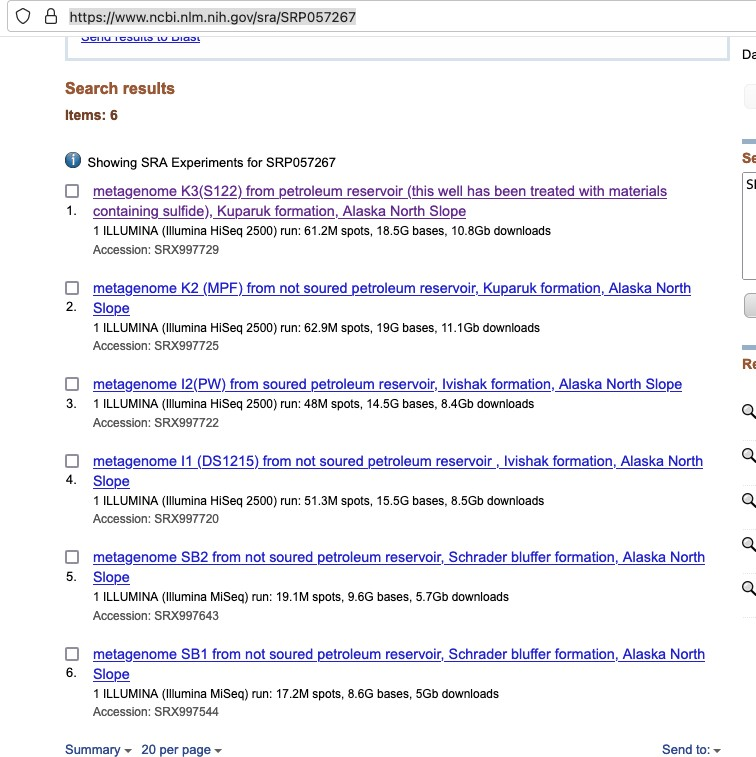 https://www.ncbi.nlm.nih.gov/sra/SRP057267
Send results to Blast
Da
Search results
Items: 6
Se
Showing SRA Experiments for SRP057267
metagenome K3(S122) from petroleum reservoir (this well has been treated with materials
1. containing sulfide), Kuparuk formation, Alaska North Slope
1 ILLUMINA (Illumina HiSeq 2500) run: 61.2M spots, 18.5G bases, 10.8Gb downloads
Accession: SRX997729
metagenome K2 (MPF) from not soured petroleum reservoir, Kuparuk formation, Alaska North
2. Slope
1 ILLUMINA (Illumina HiSeq 2500) run: 62.9M spots, 19G bases, 11.1Gb downloads
Accession: SRX997725
Re
metagenome I2(PW) from soured petroleum reservoir, Ivishak formation, Alaska North Slope
3. 1 ILLUMINA (Illumina HiSeq 2500) run: 48M spots, 14.5G bases, 8.4Gb downloads
Accession: SRX997722
metagenome I1 (DS1215) from not soured petroleum reservoir , Ivishak formation, Alaska North
4. Slope
1 ILLUMINA (Illumina HiSeq 2500) run: 51.3M spots, 15.5G bases, 8.5Gb downloads
Accession: SRX997720
metagenome SB2 from not soured petroleum reservoir, Schrader bluffer formation, Alaska North
5. Slope
1 ILLUMINA (Illumina MiSeq) run: 19.1M spots, 9.6G bases, 5.7Gb downloads
Accession: SRX997643
metagenome SB1 from not soured petroleum reservoir, Schrader bluffer formation, Alaska North
6. Slope
1 ILLUMINA (Illumina MiSeq) run: 17.2M spots, 8.6G bases, 5Gb downloads
Accession: SRX997544
Summary 20 per page Send to: